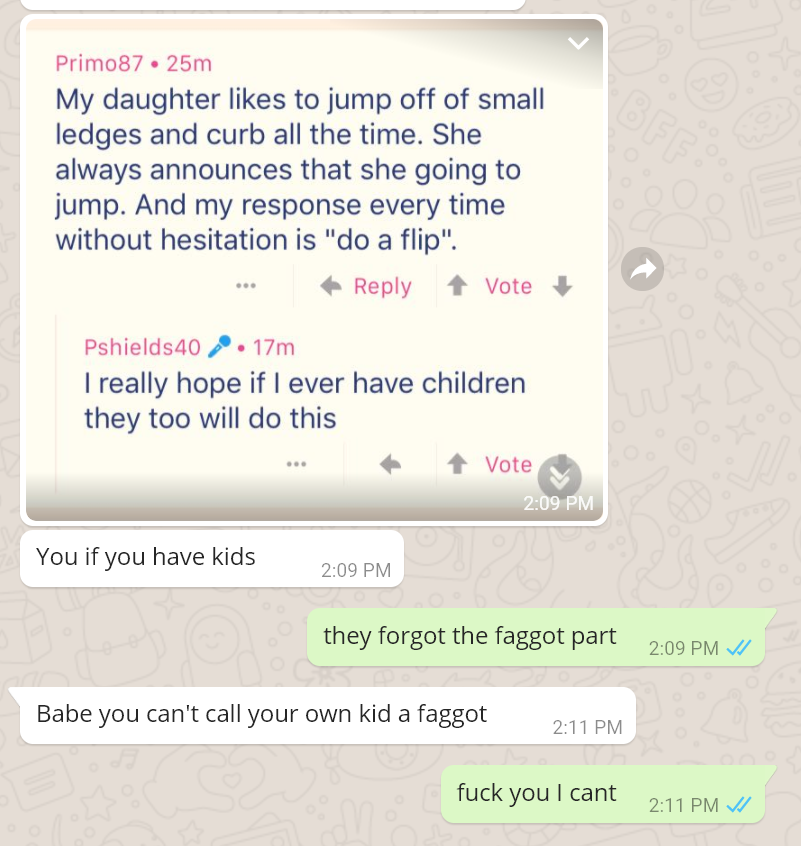 Primo87 • 25m
My daughter likes to jump off of small
ledges and curb all the time. She
always announces that she going to
jump. And my response every time
without hesitation is "do a flip".
Reply Vote
Pshields40 • 17m
I really hope if I ever have children
they too will do this
Vote
2:09 PM
You if you have kids 2:09 PM
they forgot the faggot part 2:09 PM
Babe you can't call your own kid a faggot 2:11 PM
fuck you I cant 2:11 PM